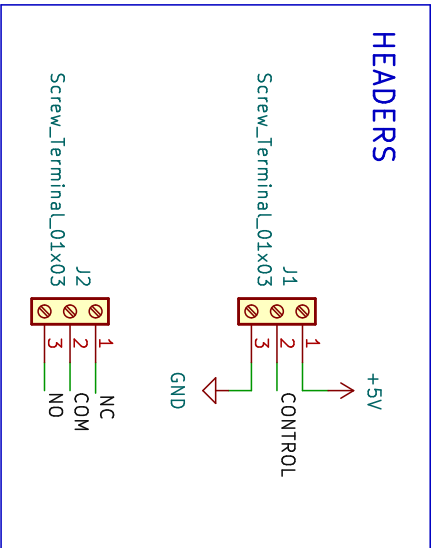 HEADERS
+5V
J1
Screw_Terminal_01x03
1
2
3
CONTROL
GND
J2
Screw_Terminal_01x03
1
2
3
NC
COM
NO